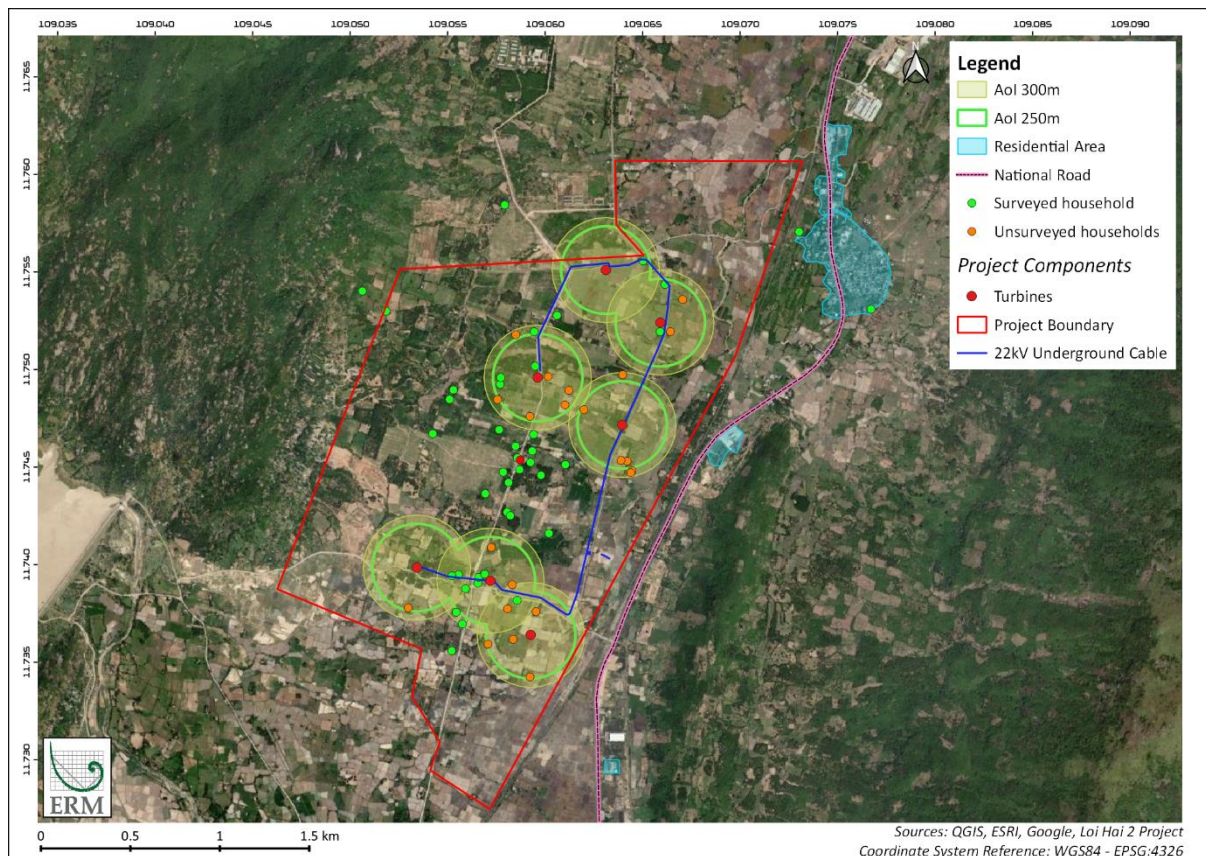 109.035 109.040 109.045 109.050 109.055 109.060 109.065 109.070 109.075 109.080 109.085 109.090
11.765
11.760
11.755
11.750
11.745
11.740
11.735
11.730
Legend
AoI 300m
AoI 250m
Residential Area
National Road
Surveyed household
Unsurveyed households
Project Components
Turbines
Project Boundary
22kV Underground Cable
ERM
0 0.5 1 1.5 km
Sources: QGIS, ESRI, Google, Loi Hai 2 Project
Coordinate System Reference: WGS84 - EPSG:4326